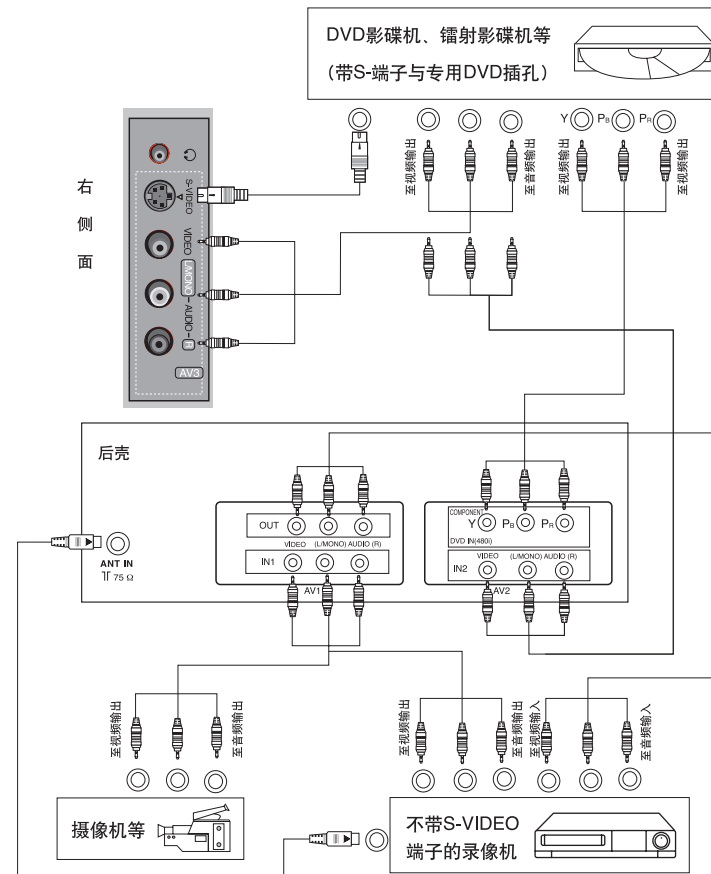 DVD影碟机、镭射影碟机等
(带S-端子与专用DVD插孔)
Y PB PR
至视频输出
至音频输出
至视频输出
至音频输出
右侧面
S-VIDEO
VIDEO
L/MONO
AUDIO
R
AV3
后壳
ANT IN
75 Ω
OUT
VIDEO (L/MONO) AUDIO (R)
IN1
AV1
COMPONENT
Y PB PR
DVD IN(480i)
VIDEO (L/MONO) AUDIO (R)
IN2
AV2
至视频输出
至音频输出
至视频输出
至音频输出
至视频输入
至音频输入
摄像机等
不带S-VIDEO
端子的录像机